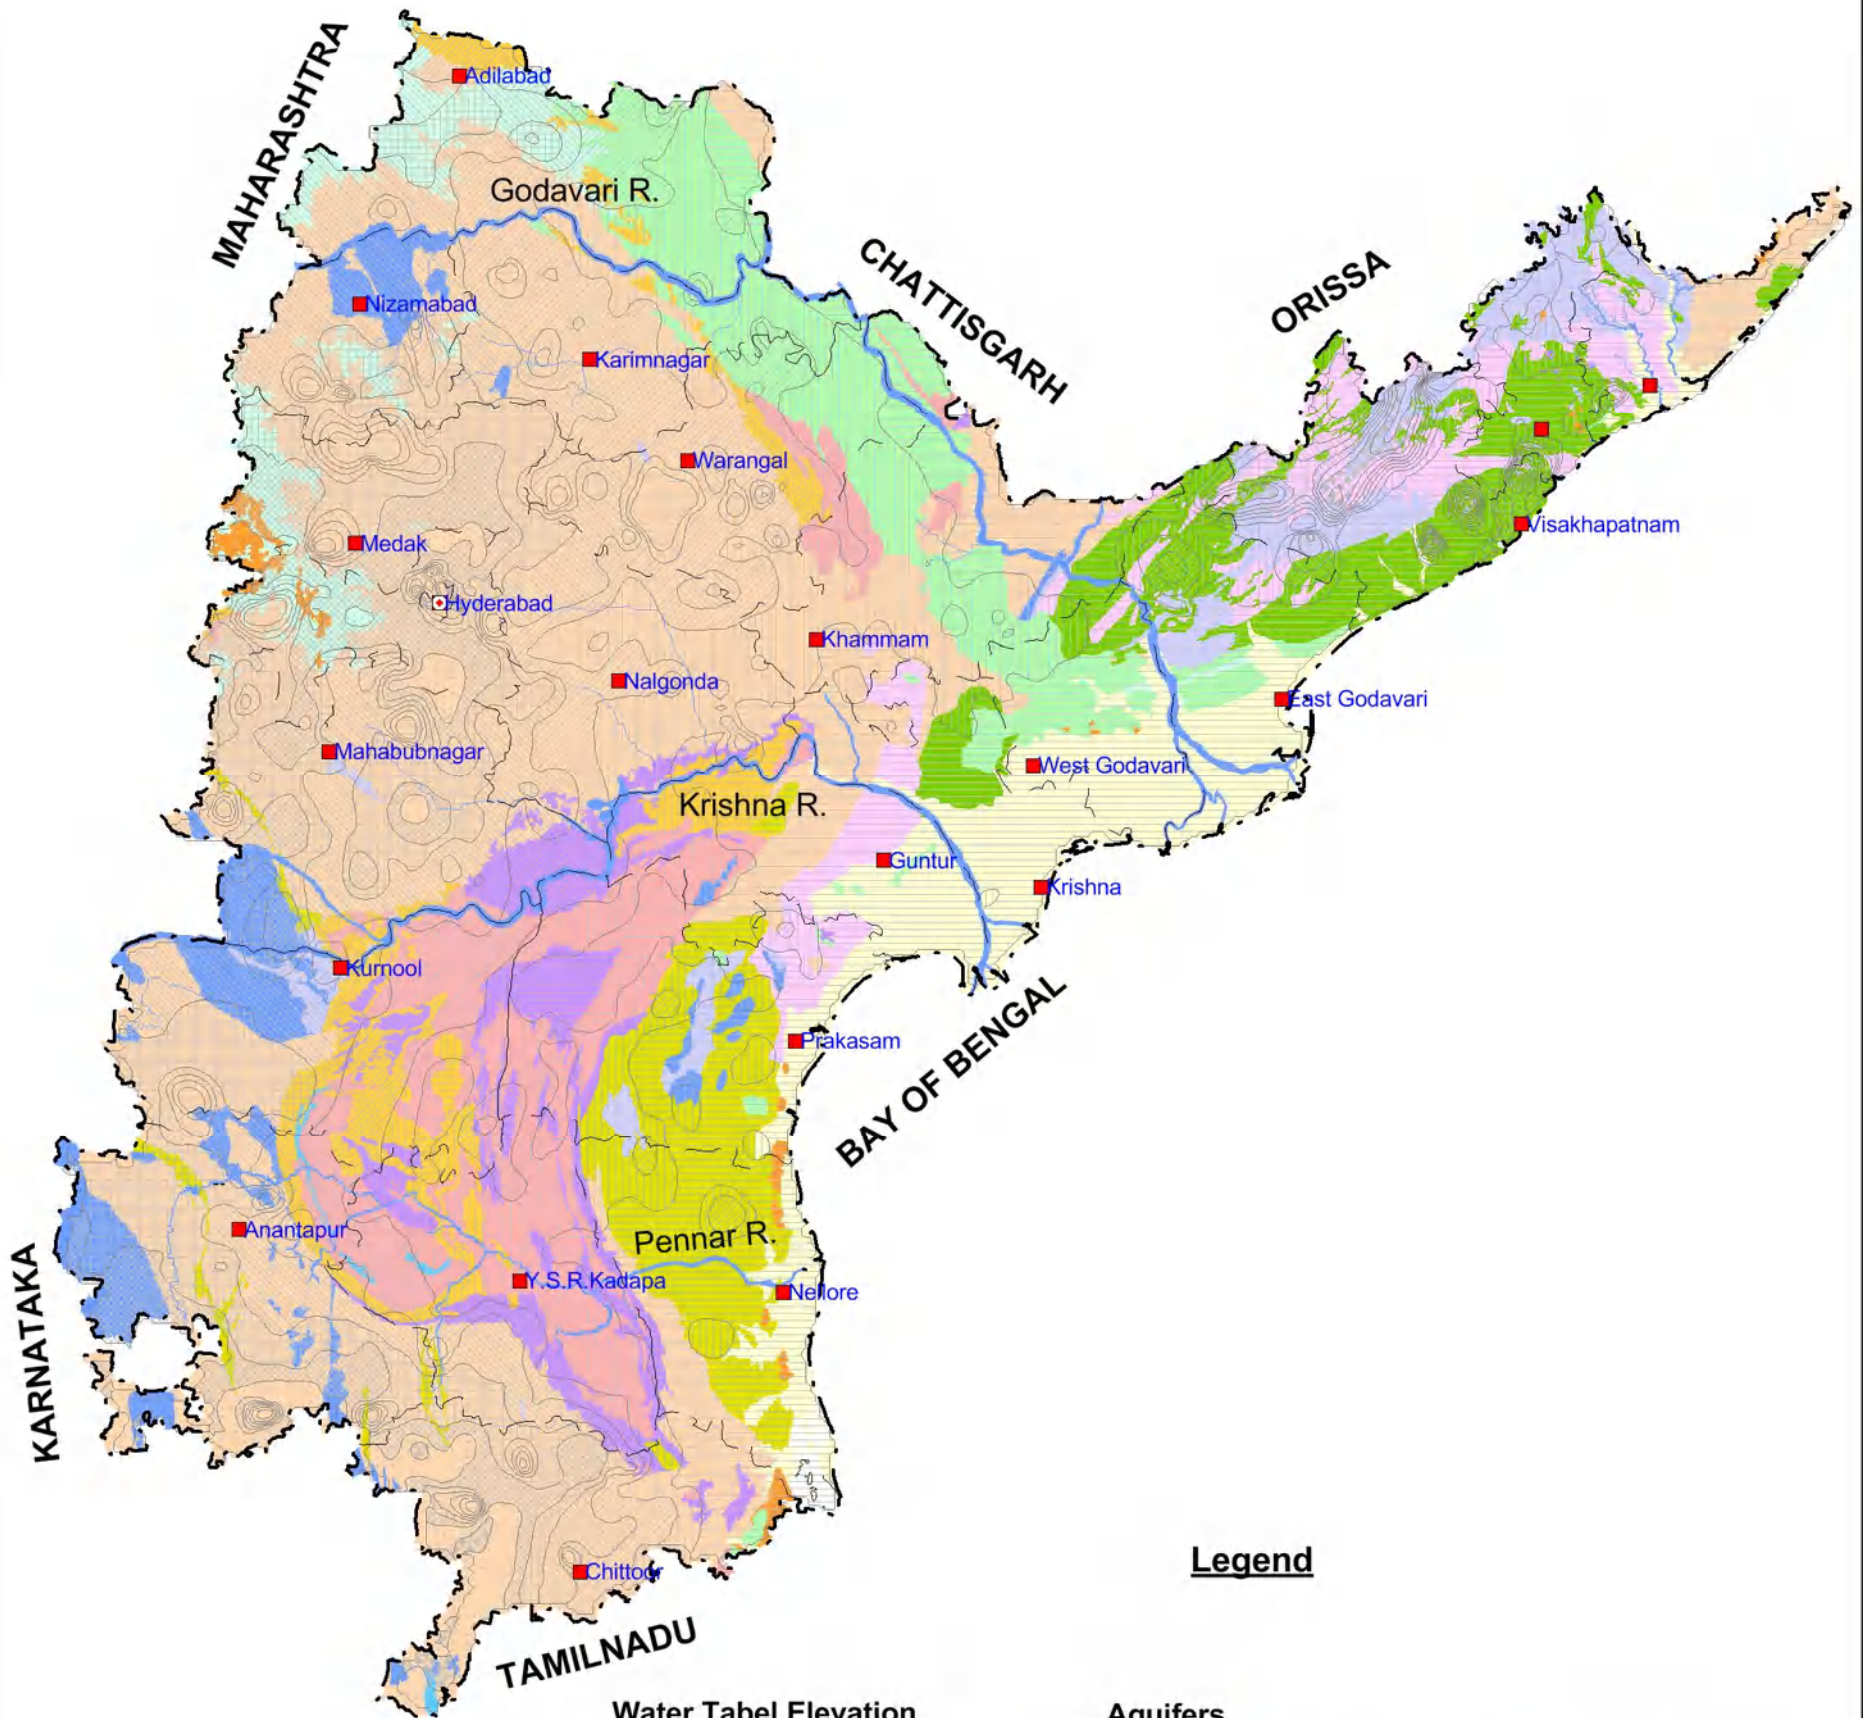 MAHARASHTRA
Adilabad
Godavari R.
CHATTISGARH
ORISSA
Nizamabad
Karimnagar
Warangal
Visakhapatnam
Medak
Hyderabad
Khammam
Nalgonda
East Godavari
Mahabubnagar
West Godavari
Krishna R.
Guntur
Krishna
Kurnool
Prakasam
BAY OF BENGAL
Anantapur
Pennar R.
Y.S.R.Kadapa
Nellore
KARNATAKA
Legend
Chittoor
TAMILNADU
Water Tabel Elevation
Aquifers